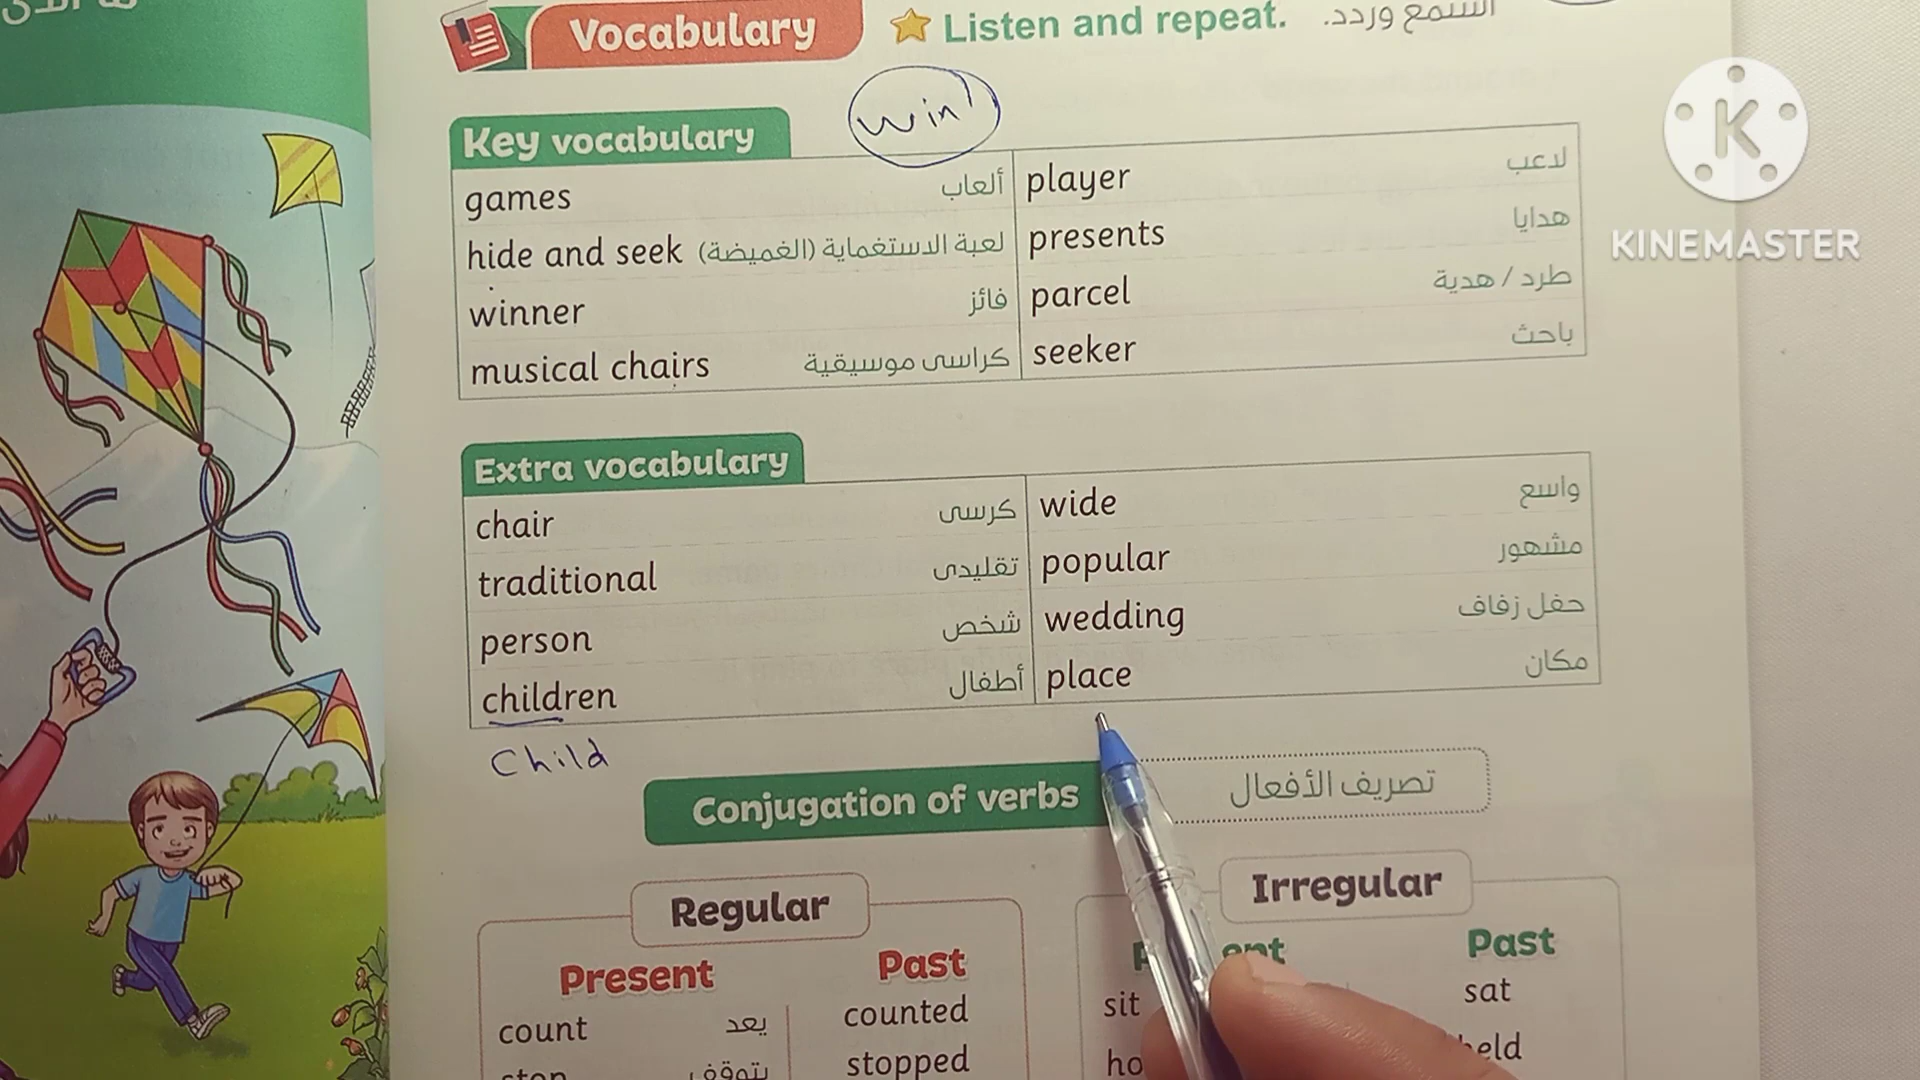 Vocabulary
Listen and repeat. استمع وردد.
win
Key vocabulary
games ألعاب player لاعب
hide and seek لعبة الاستغماية (الغميضة) presents هدايا
winner فائز parcel طرد / هدية
musical chairs كراسى موسيقية seeker باحث
Extra vocabulary
chair كرسى wide واسع
traditional تقليدى popular مشهور
person شخص wedding حفل زفاف
children أطفال place مكان
Child
Conjugation of verbs تصريف الأفعال
Regular Irregular
Present Past Past
count يعد counted sit sat
stop يتوقف stopped
KINEMASTER